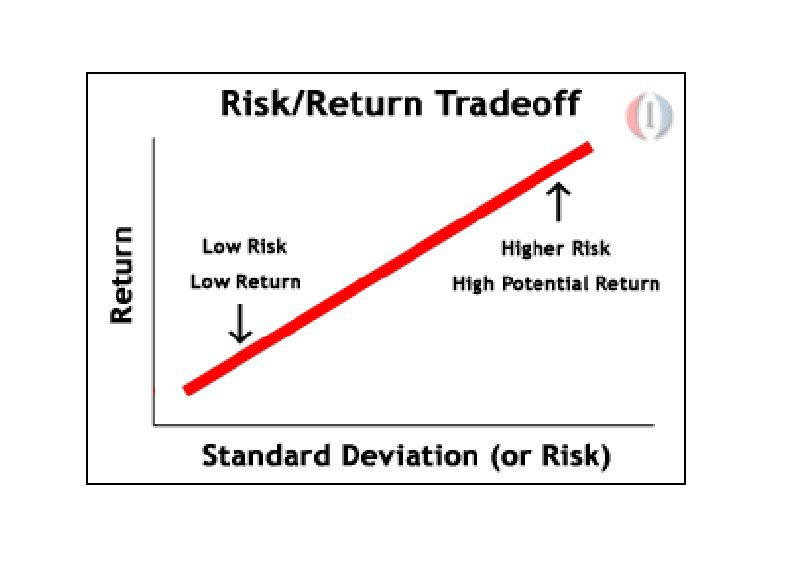 Risk/Return Tradeoff
I
Return
Low Risk
Low Return
Higher Risk
High Potential Return
Standard Deviation (or Risk)